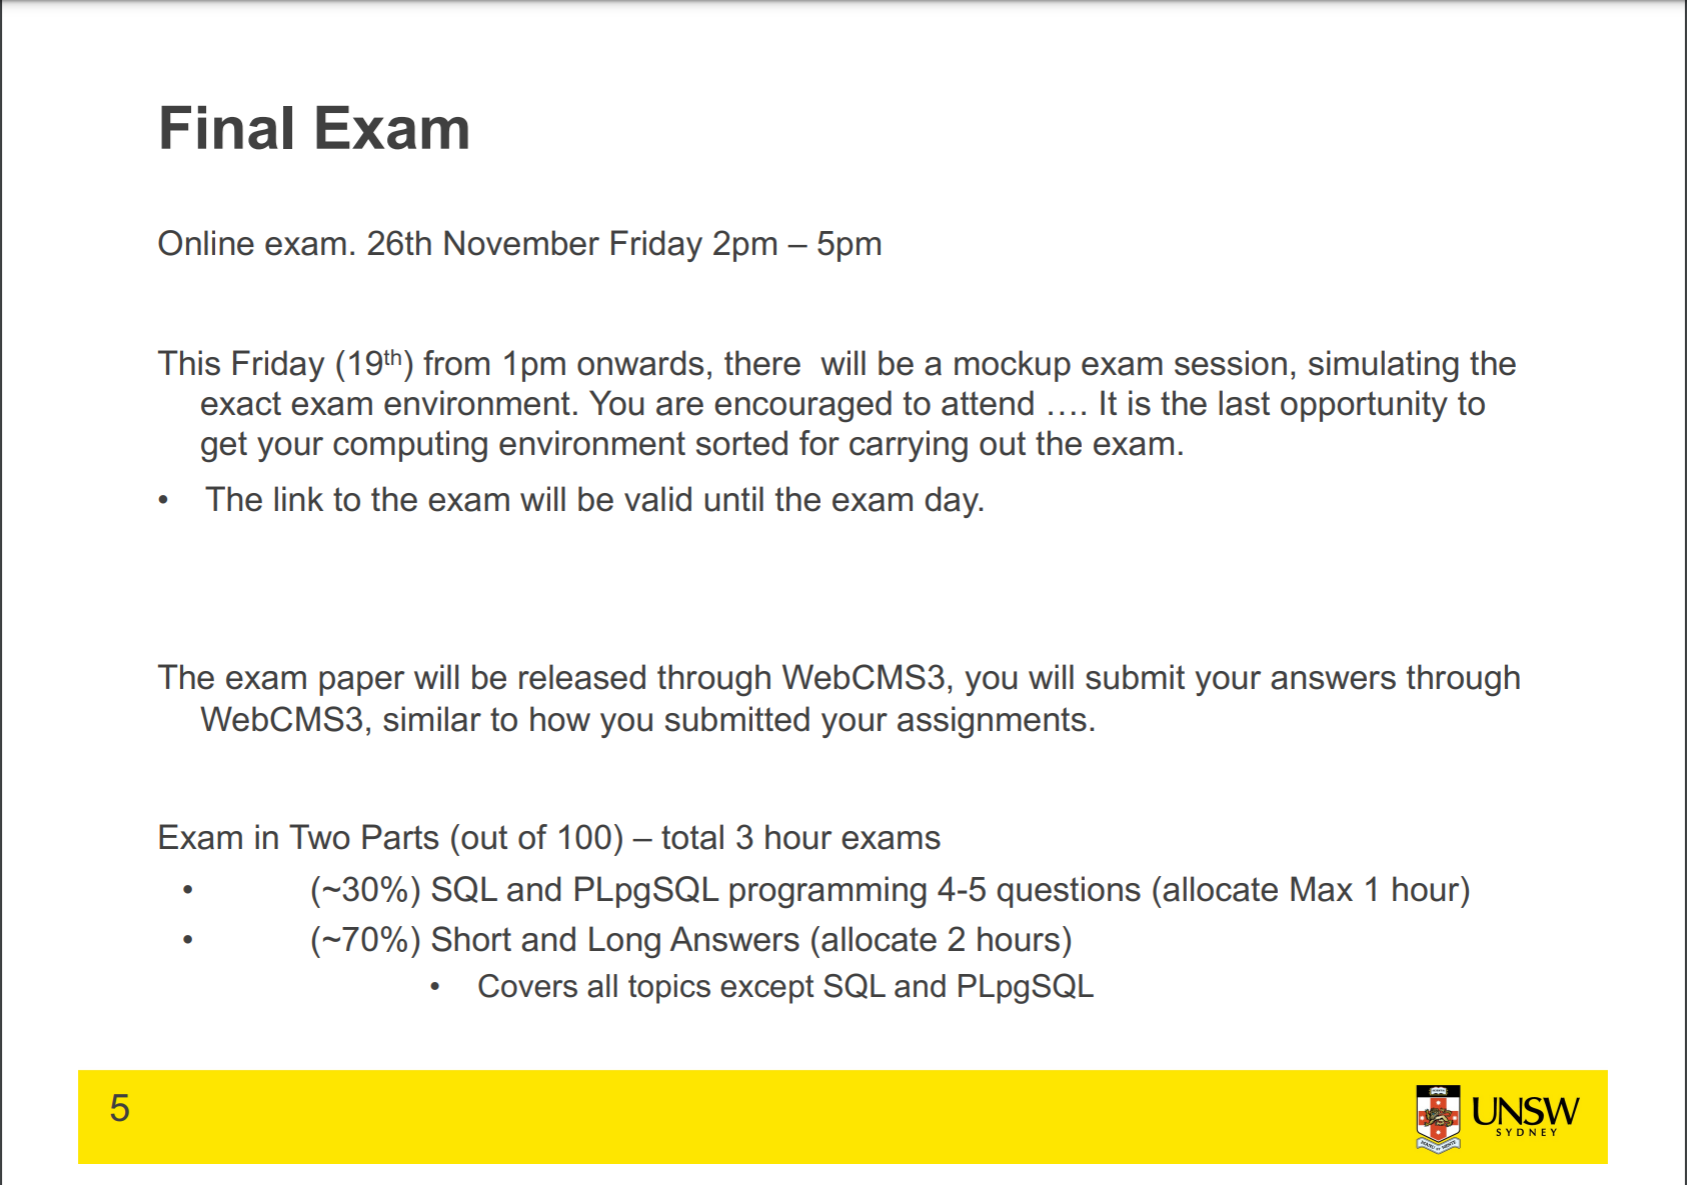 Final Exam
Online exam. 26th November Friday 2pm – 5pm
This Friday (19th) from 1pm onwards, there  will be a mockup exam session, simulating the
exact exam environment. You are encouraged to attend …. It is the last opportunity to
get your computing environment sorted for carrying out the exam.
• The link to the exam will be valid until the exam day.
The exam paper will be released through WebCMS3, you will submit your answers through
WebCMS3, similar to how you submitted your assignments.
Exam in Two Parts (out of 100) – total 3 hour exams
• (~30%) SQL and PLpgSQL programming 4-5 questions (allocate Max 1 hour)
• (~70%) Short and Long Answers (allocate 2 hours)
• Covers all topics except SQL and PLpgSQL
5
UNSW
SYDNEY